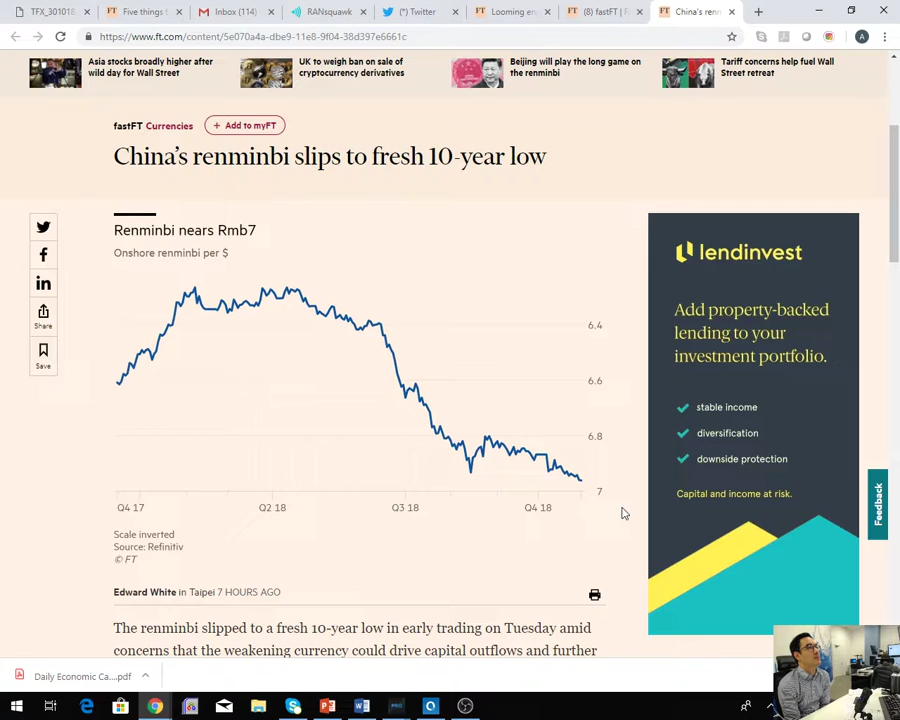 TFX_301018
Five things t
Inbox (114)
RANsquawk
(*) Twitter
Looming en
(8) fastFT | F
China's renn
https://www.ft.com/content/5e070a4a-dbe9-11e8-9f04-38d397e6661c
Asia stocks broadly higher after
wild day for Wall Street
UK to weigh ban on sale of
cryptocurrency derivatives
Beijing will play the long game on
the renminbi
Tariff concerns help fuel Wall
Street retreat
fastFT Currencies
+ Add to myFT
China's renminbi slips to fresh 10-year low
Renminbi nears Rmb7
Onshore renminbi per $
6.4
6.6
6.8
7
Q4 17
Q2 18
Q3 18
Q4 18
Scale inverted
Source: Refinitiv
© FT
Share
Save
lendinvest
Add property-backed
lending to your
investment portfolio.
stable income
diversification
downside protection
Capital and income at risk.
Feedback
Edward White in Taipei 7 HOURS AGO
The renminbi slipped to a fresh 10-year low in early trading on Tuesday amid
concerns that the weakening currency could drive capital outflows and further
Daily Economic Ca....pdf